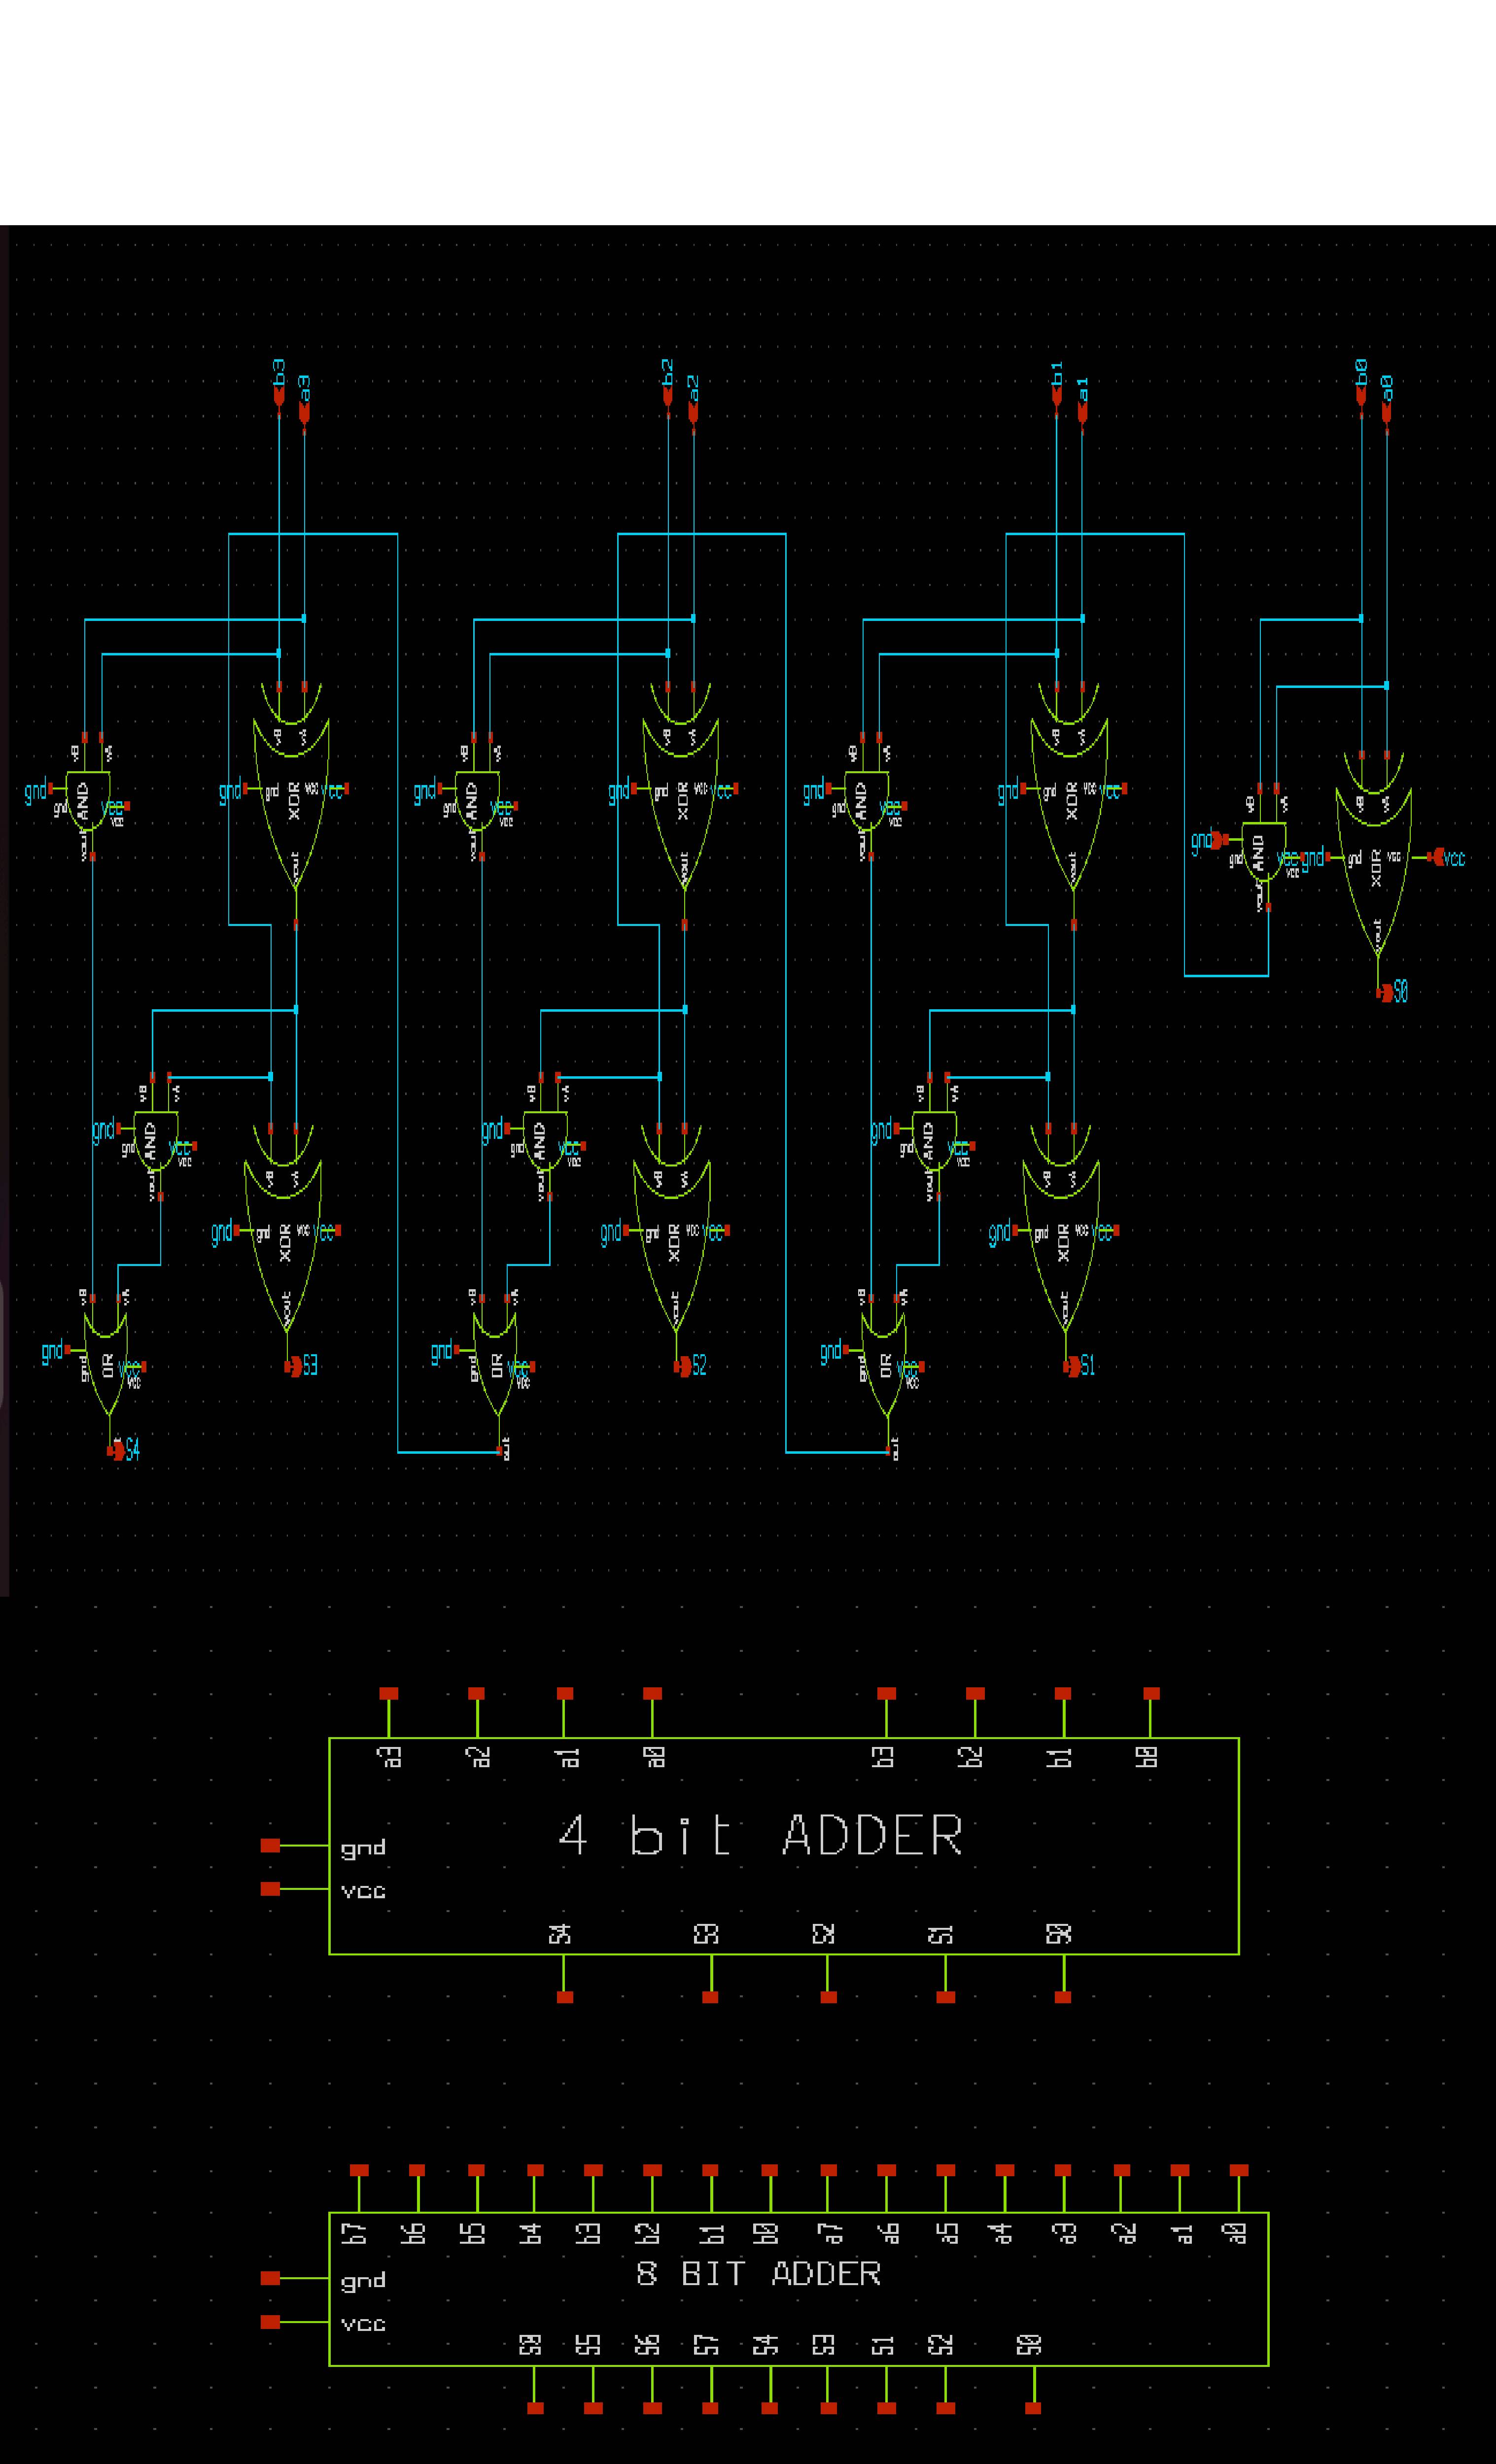 b3 a3 b2 a2 b1 a1 b0 a0
vB vA vB vA vB vA
vB vA vB vA vB vA vB vA
gnd gnd AND vcc vcc vout
gnd gnd XOR vcc vcc vout
gnd gnd AND vcc vcc vout
gnd gnd XOR vcc vcc vout
gnd gnd AND vcc vcc vout
gnd gnd XOR vcc vcc vout
gnd AND vcc vcc vout
gnd gnd XOR vcc vcc vout
S0
vB vA vB vA vB vA
gnd gnd AND vcc vcc vout
gnd gnd AND vcc vcc vout
gnd gnd AND vcc vcc vout
vB vA vB vA vB vA
gnd gnd XOR vcc vcc vout
gnd gnd XOR vcc vcc vout
gnd gnd XOR vcc vcc vout
vB vA vB vA vB vA
gnd gnd OR vcc vcc S3
gnd gnd OR vcc vcc S2
gnd gnd OR vcc vcc S1
S4 out out
a3 a2 a1 a0 b3 b2 b1 b0
4 bit ADDER
gnd
vcc
S4 S3 S2 S1 S0
b7 b6 b5 b4 b3 b2 b1 b0 a7 a6 a5 a4 a3 a2 a1 a0
8 BIT ADDER
gnd
vcc
S5 S6 S7 S4 S3 S1 S2 S0